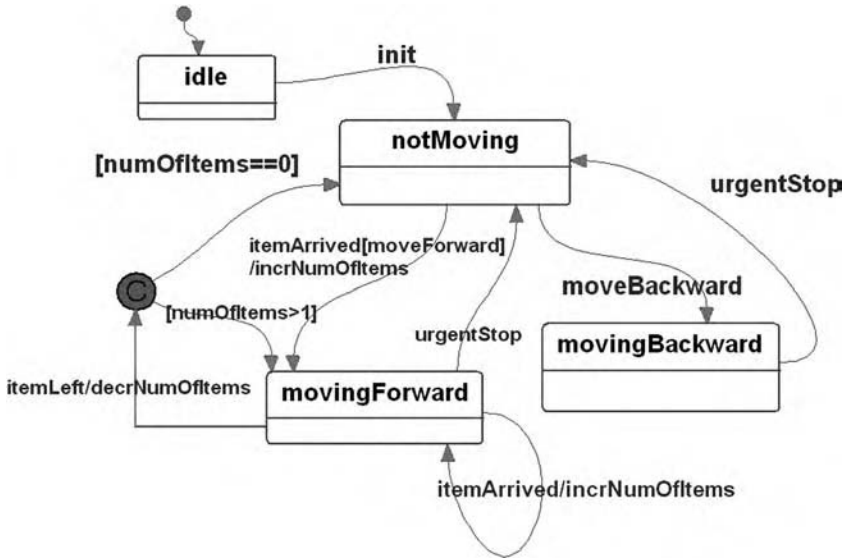 init
idle
notMoving
[numOfItems==0]
urgentStop
itemArrived[moveForward]
/incrNumOfItems
C
moveBackward
[numOfItems>1]
urgentStop
movingBackward
itemLeft/decrNumOfItems
movingForward
itemArrived/incrNumOfItems